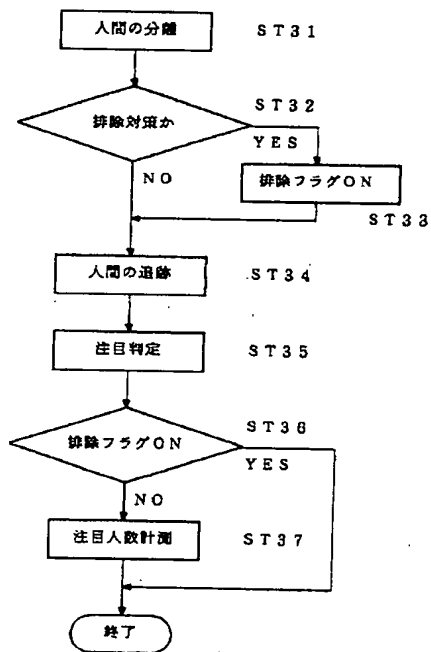 人間の分離
ST31
排除対策か
ST32
YES
NO
排除フラグON
ST33
人間の追跡
ST34
注目判定
ST35
排除フラグON
ST36
YES
NO
注目人数計測
ST37
終了